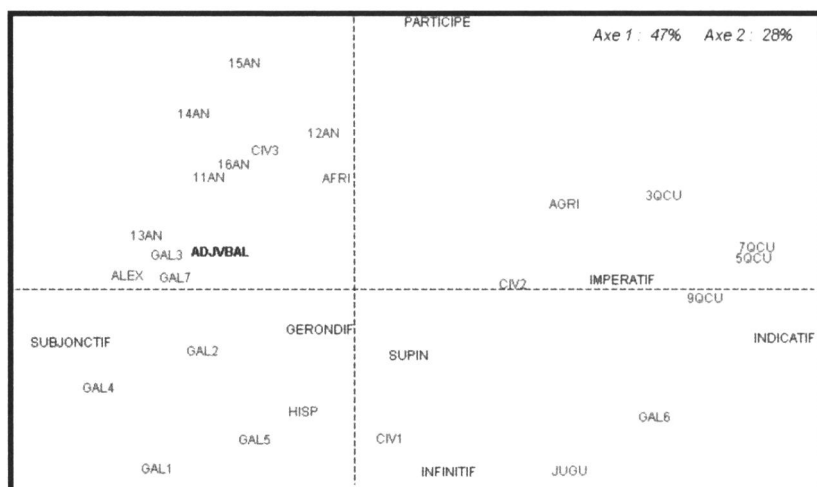 PARTICIPE
Axe 1 : 47% Axe 2 : 28%
15AN
14AN
12AN
CIV3
16AN
11AN
AFRI
3QCU
AGRI
13AN
GAL3
ADJVBAL
7QCU
5QCU
ALEX
GAL7
CIV2
IMPERATIF
9QCU
GERONDIF
INDICATIF
SUBJONCTIF
GAL2
SUPIN
GAL4
HISP
GAL6
GAL5
CIV1
GAL1
INFINITIF
JUGU